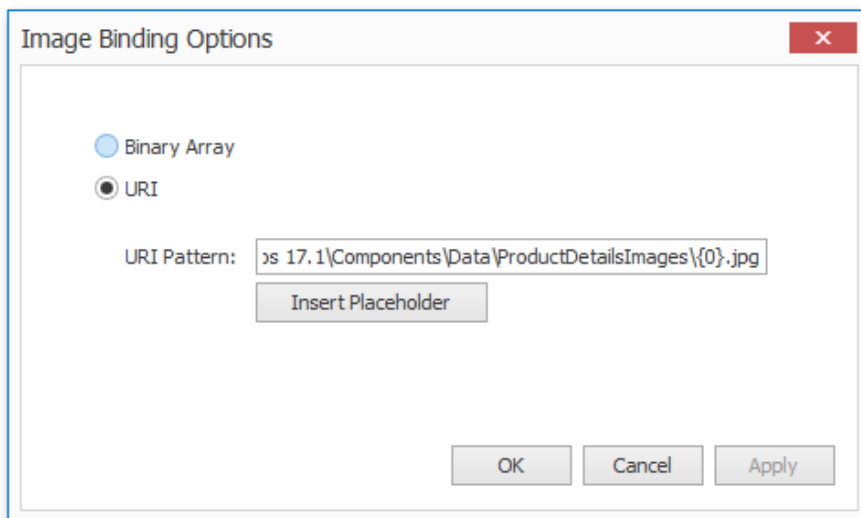 Image Binding Options
Binary Array
URI
URI Pattern: os 17.1\Components\Data\ProductDetailsImages\{0}.jpg
Insert Placeholder
OK Cancel Apply